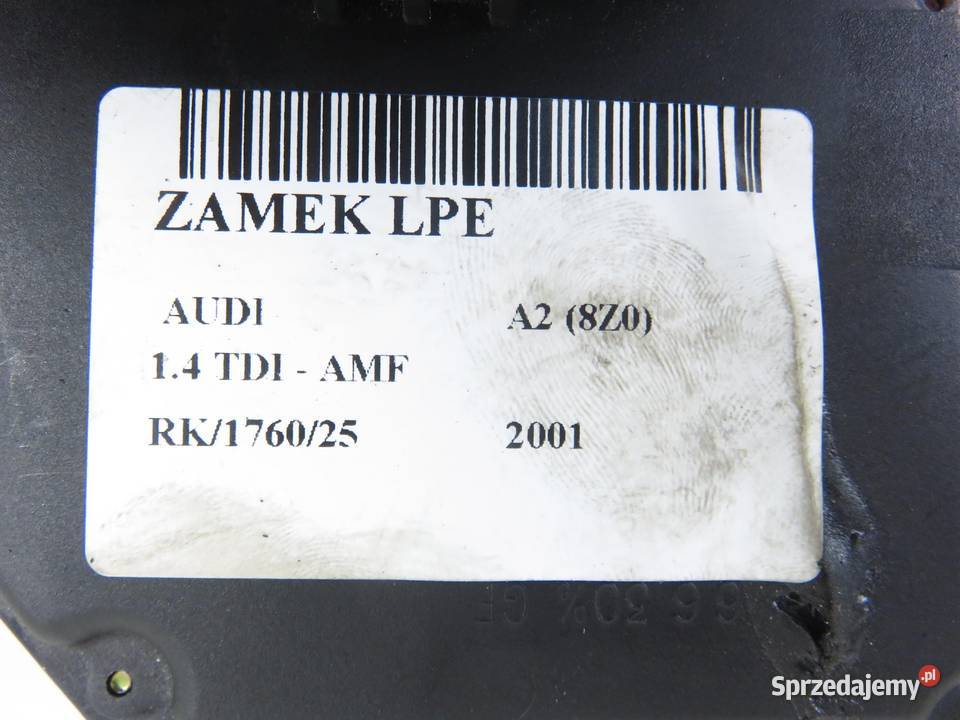 ZAMEK LPE
AUDI A2 (8Z0)
1.4 TDI - AMF
RK/1760/25 2001
Sprzedajemy.pl